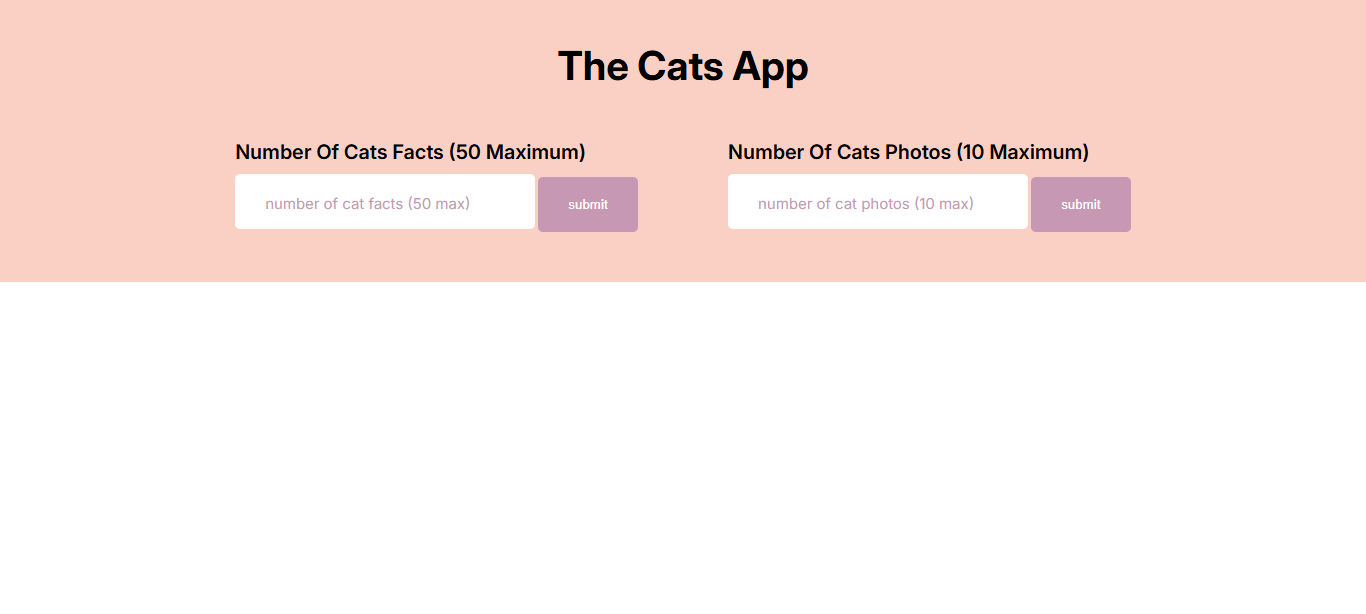 The Cats App
Number Of Cats Facts (50 Maximum)
number of cat facts (50 max)
submit
Number Of Cats Photos (10 Maximum)
number of cat photos (10 max)
submit